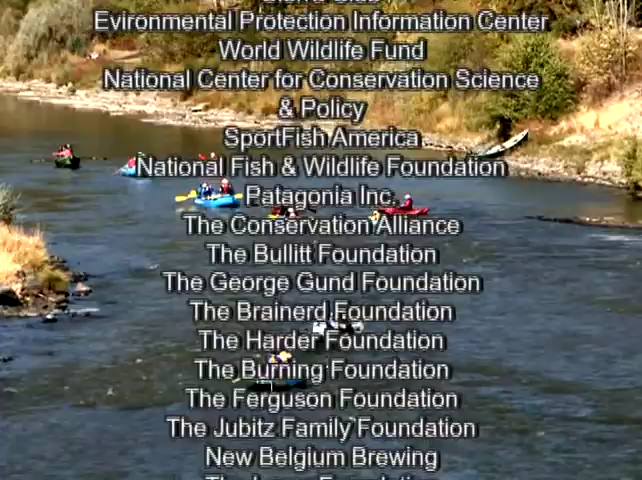 Sierra Club
Evironmental Protection Information Center
World Wildlife Fund
National Center for Conservation Science
& Policy
SportFish America
National Fish & Wildlife Foundation
Patagonia Inc.
The Conservation Alliance
The Bullitt Foundation
The George Gund Foundation
The Brainerd Foundation
The Harder Foundation
The Burning Foundation
The Ferguson Foundation
The Jubitz Family Foundation
New Belgium Brewing